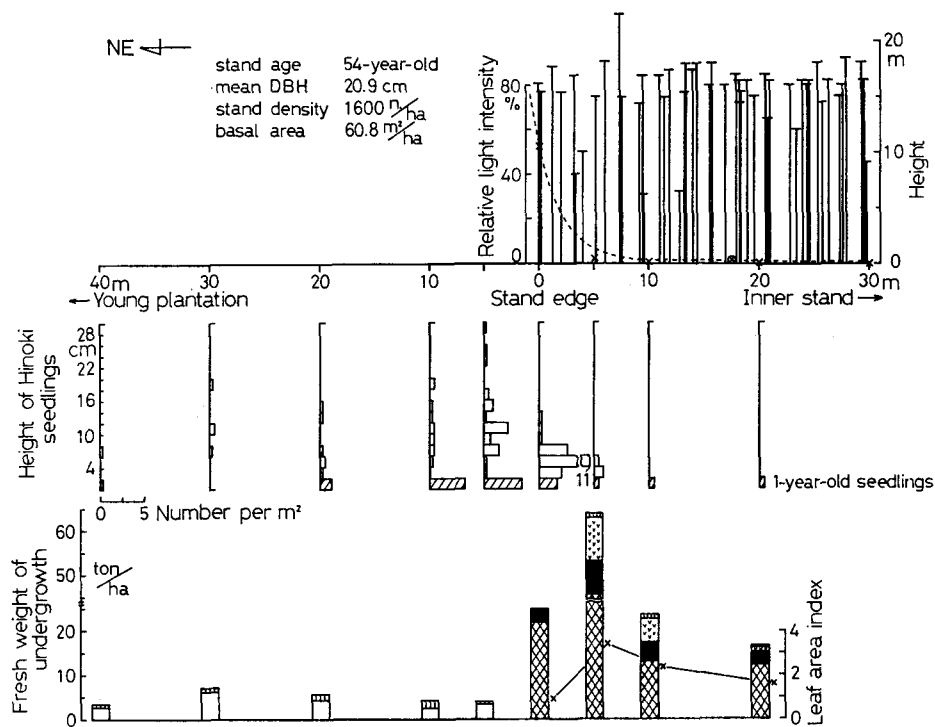 NE
stand age 54-year-old
mean DBH 20.9 cm
stand density 1600 n/ha
basal area 60.8 m²/ha
Relative light intensity
80
%
40
0
20
m
10
0
Height
40m 30 20 10 0 10 20 30m
←Young plantation Stand edge Inner stand→
Height of Hinoki seedlings
28
cm
22
16
10
4
11
1-year-old seedlings
0 5 Number per m²
Fresh weight of undergrowth
60
50
20
10
0
ton/ha
4
2
0
Leaf area index